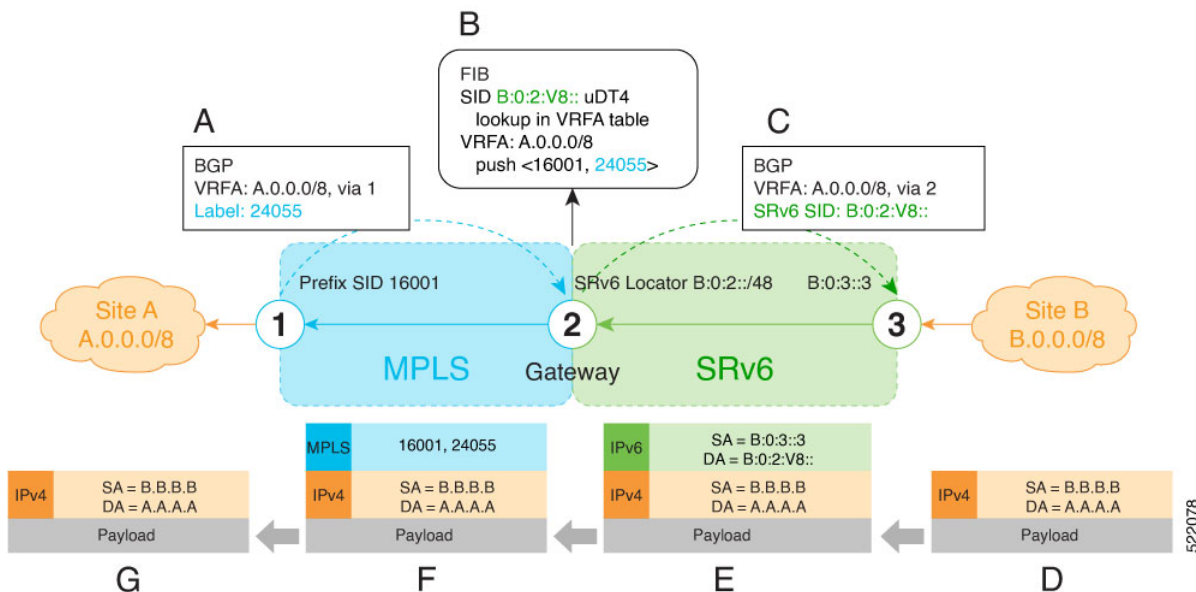 B
FIB
SID B:0:2:V8:: uDT4
lookup in VRFA table
VRFA: A.0.0.0/8
push <16001, 24055>
A
BGP
VRFA: A.0.0.0/8, via 1
Label: 24055
C
BGP
VRFA: A.0.0.0/8, via 2
SRv6 SID: B:0:2:V8::
Prefix SID 16001
SRv6 Locator B:0:2::/48
B:0:3::3
Site A
A.0.0.0/8
1
2
3
Site B
B.0.0.0/8
MPLS
Gateway
SRv6
MPLS
16001, 24055
IPv6
SA = B:0:3::3
DA = B:0:2:V8::
IPv4
SA = B.B.B.B
DA = A.A.A.A
Payload
IPv4
SA = B.B.B.B
DA = A.A.A.A
Payload
IPv4
SA = B.B.B.B
DA = A.A.A.A
Payload
IPv4
SA = B.B.B.B
DA = A.A.A.A
Payload
522078
G
F
E
D